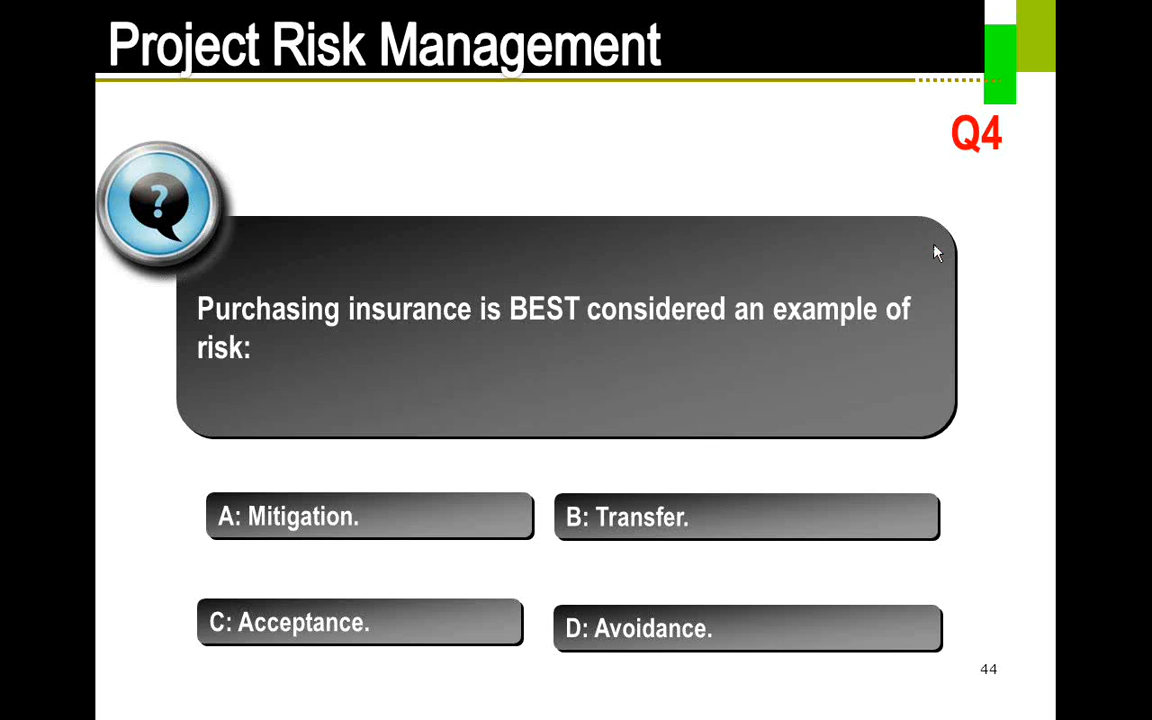 Project Risk Management
Q4
?
Purchasing insurance is BEST considered an example of
risk:
A: Mitigation.
B: Transfer.
C: Acceptance.
D: Avoidance.
44